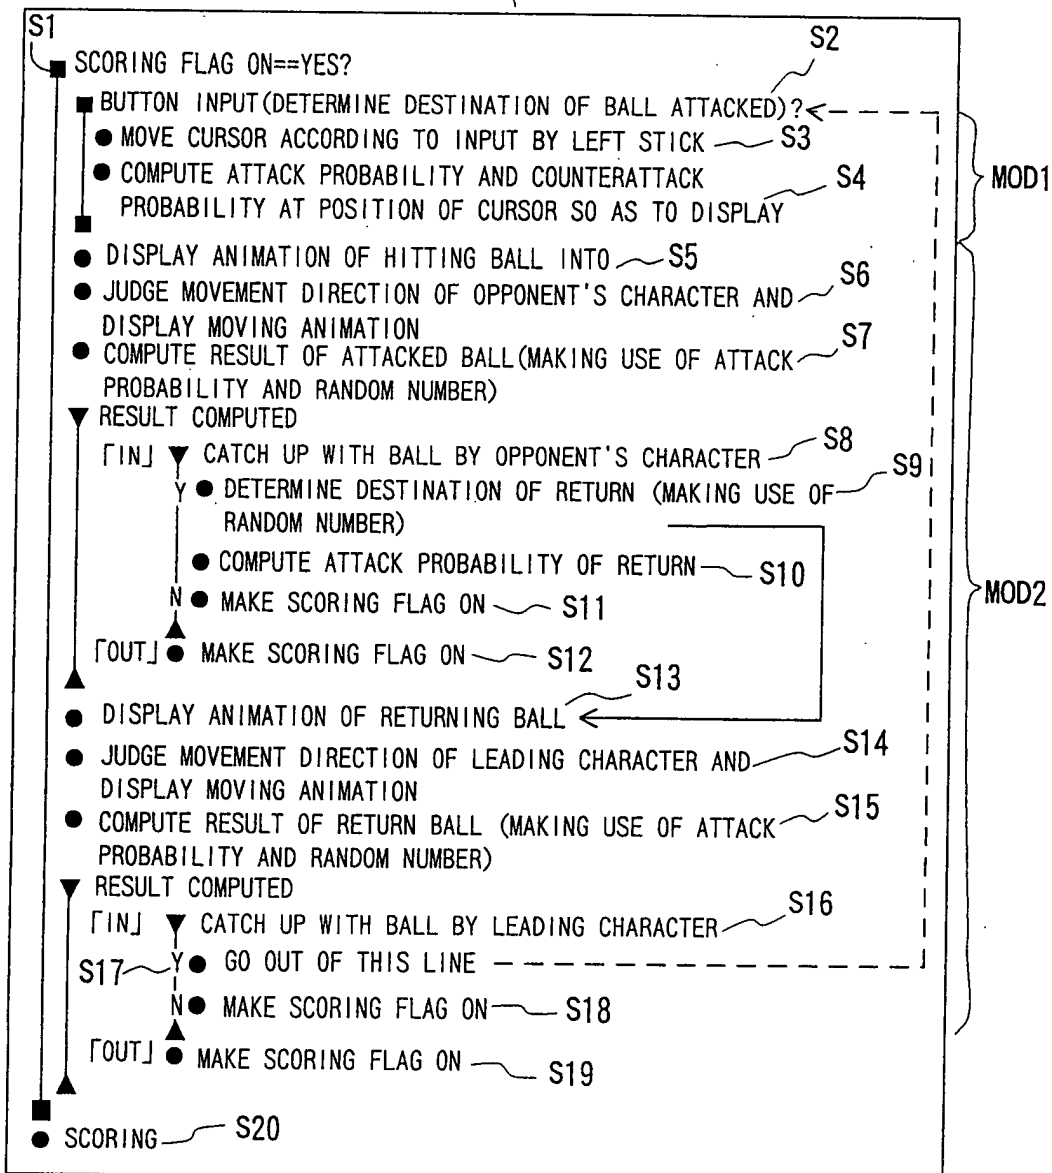 S1
S2
SCORING FLAG ON==YES?
BUTTON INPUT(DETERMINE DESTINATION OF BALL ATTACKED)?
MOVE CURSOR ACCORDING TO INPUT BY LEFT STICK S3
COMPUTE ATTACK PROBABILITY AND COUNTERATTACK S4
MOD1
PROBABILITY AT POSITION OF CURSOR SO AS TO DISPLAY
DISPLAY ANIMATION OF HITTING BALL INTO S5
JUDGE MOVEMENT DIRECTION OF OPPONENT'S CHARACTER AND S6
DISPLAY MOVING ANIMATION
COMPUTE RESULT OF ATTACKED BALL(MAKING USE OF ATTACK S7
PROBABILITY AND RANDOM NUMBER)
RESULT COMPUTED
「IN」 CATCH UP WITH BALL BY OPPONENT'S CHARACTER S8
Y DETERMINE DESTINATION OF RETURN (MAKING USE OF S9
RANDOM NUMBER)
COMPUTE ATTACK PROBABILITY OF RETURN S10
MOD2
N MAKE SCORING FLAG ON S11
「OUT」 MAKE SCORING FLAG ON S12
S13
DISPLAY ANIMATION OF RETURNING BALL
JUDGE MOVEMENT DIRECTION OF LEADING CHARACTER AND S14
DISPLAY MOVING ANIMATION
COMPUTE RESULT OF RETURN BALL (MAKING USE OF ATTACK S15
PROBABILITY AND RANDOM NUMBER)
RESULT COMPUTED
「IN」 CATCH UP WITH BALL BY LEADING CHARACTER S16
S17 Y GO OUT OF THIS LINE
N MAKE SCORING FLAG ON S18
「OUT」 MAKE SCORING FLAG ON S19
SCORING S20